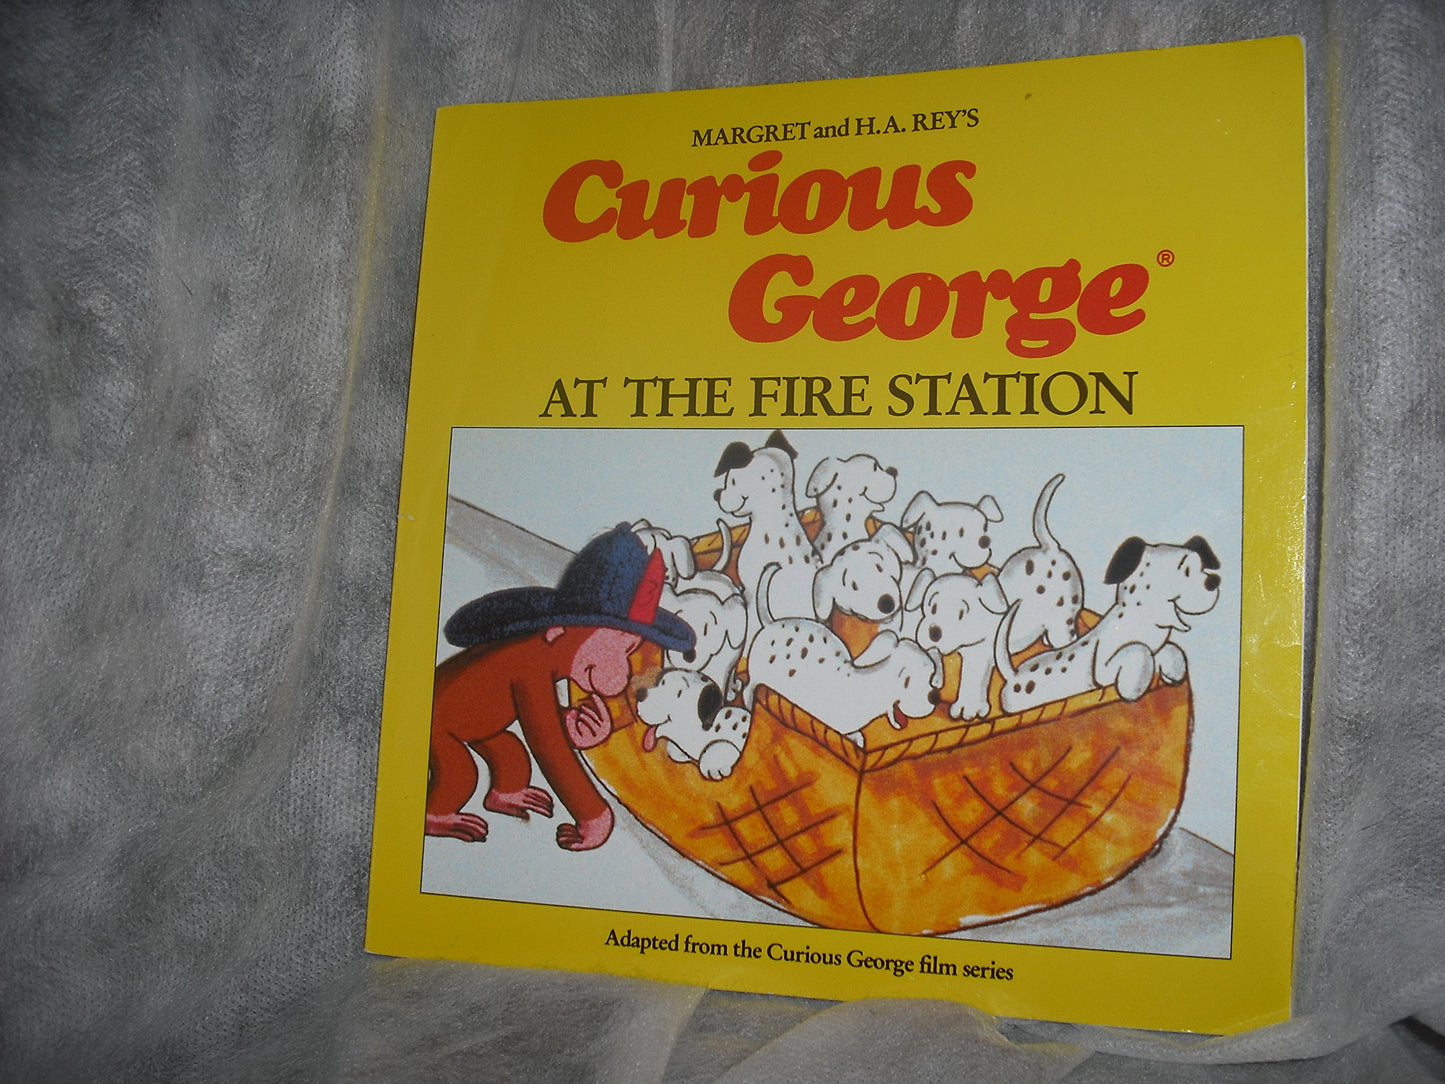 MARGRET and H.A. REY'S
Curious
George®
AT THE FIRE STATION
Adapted from the Curious George film series